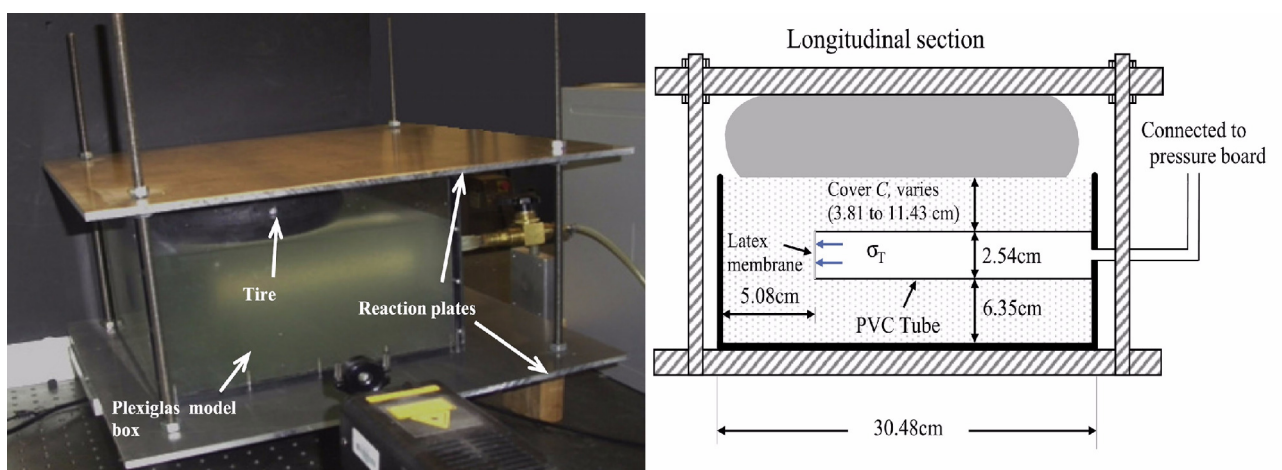 Tire
Reaction plates
Plexiglas model
box
Longitudinal section
Connected to
pressure board
Cover C, varies
(3.81 to 11.43 cm)
Latex
membrane
σT
2.54cm
5.08cm
PVC Tube
6.35cm
30.48cm